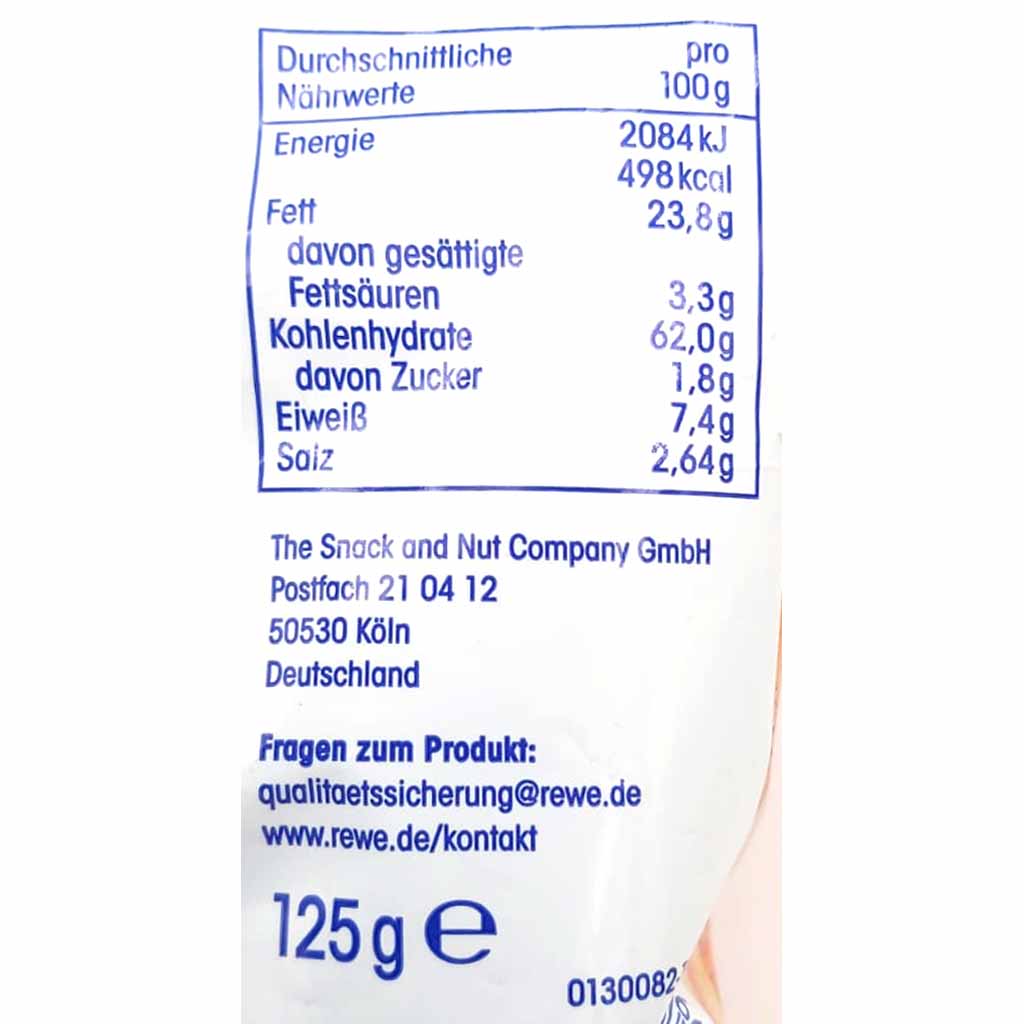 Durchschnittliche pro
Nährwerte 100g
Energie 2084kJ
498kcal
Fett 23,8g
davon gesättigte
Fettsäuren 3,3g
Kohlenhydrate 62,0g
davon Zucker 1,8g
Eiweiß 7,4g
Salz 2,64g
The Snack and Nut Company GmbH
Postfach 21 04 12
50530 Köln
Deutschland
Fragen zum Produkt:
qualitaetssicherung@rewe.de
www.rewe.de/kontakt
125g e
0130082-